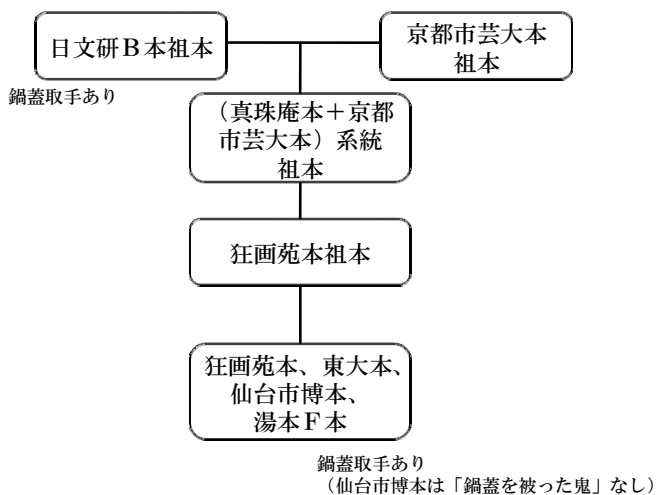 日文研Ｂ本祖本
京都市芸大本
祖本
鍋蓋取手あり
（真珠庵本＋京都
市芸大本）系統
祖本
狂画苑本祖本
狂画苑本、東大本、
仙台市博本、
湯本Ｆ本
鍋蓋取手あり
（仙台市博本は「鍋蓋を被った鬼」なし）